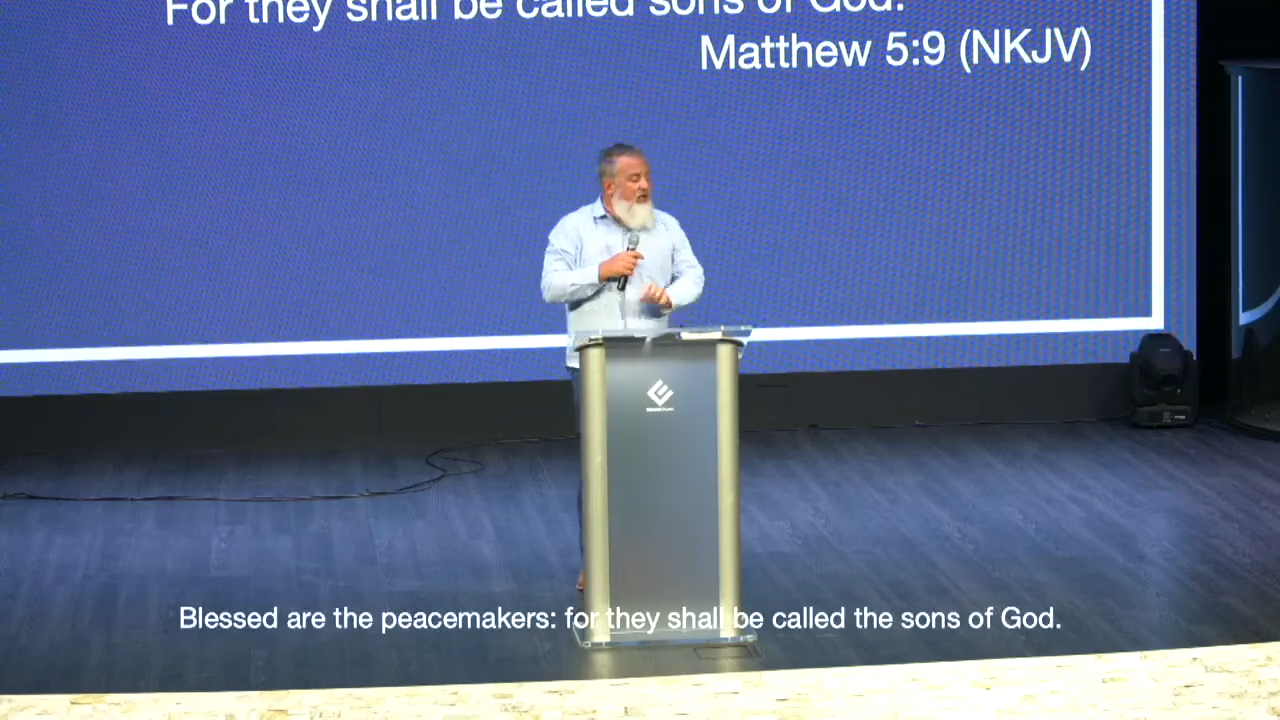 For they shall be called sons of God.
Matthew 5:9 (NKJV)
Blessed are the peacemakers: for they shall be called the sons of God.